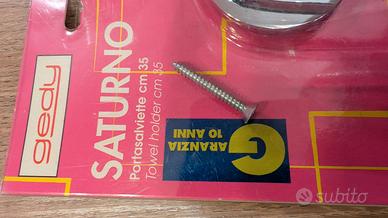 gedy
SATURNO
Portasalviette cm 35
Towel holder cm 35
GARANZIA
10 ANNI
subito